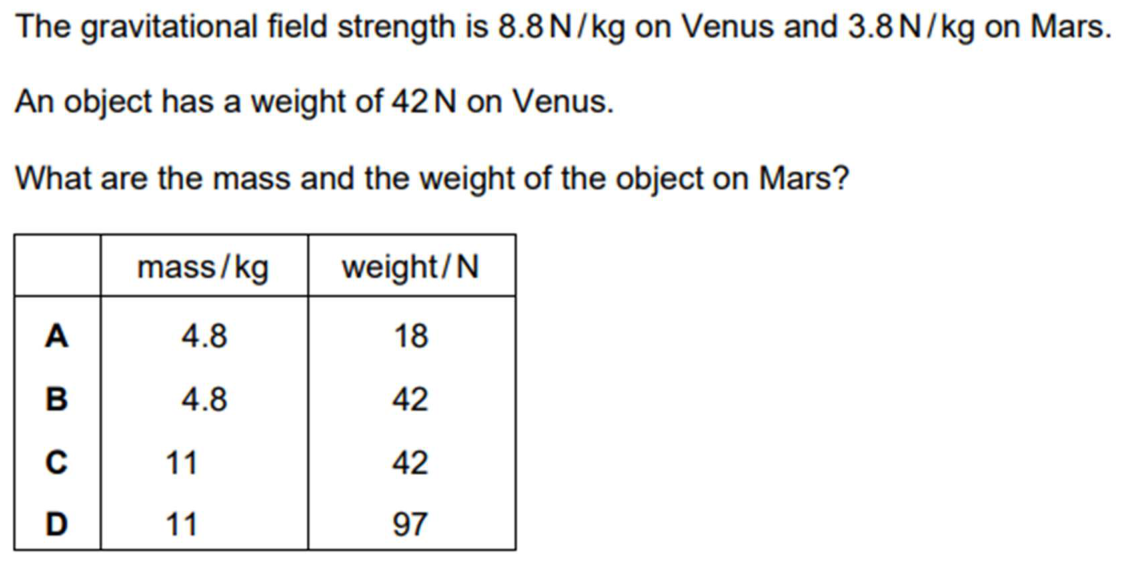 The gravitational field strength is 8.8 N/kg on Venus and 3.8 N/kg on Mars.
An object has a weight of 42 N on Venus.
What are the mass and the weight of the object on Mars?
mass/kg weight/N
A 4.8 18
B 4.8 42
C 11 42
D 11 97